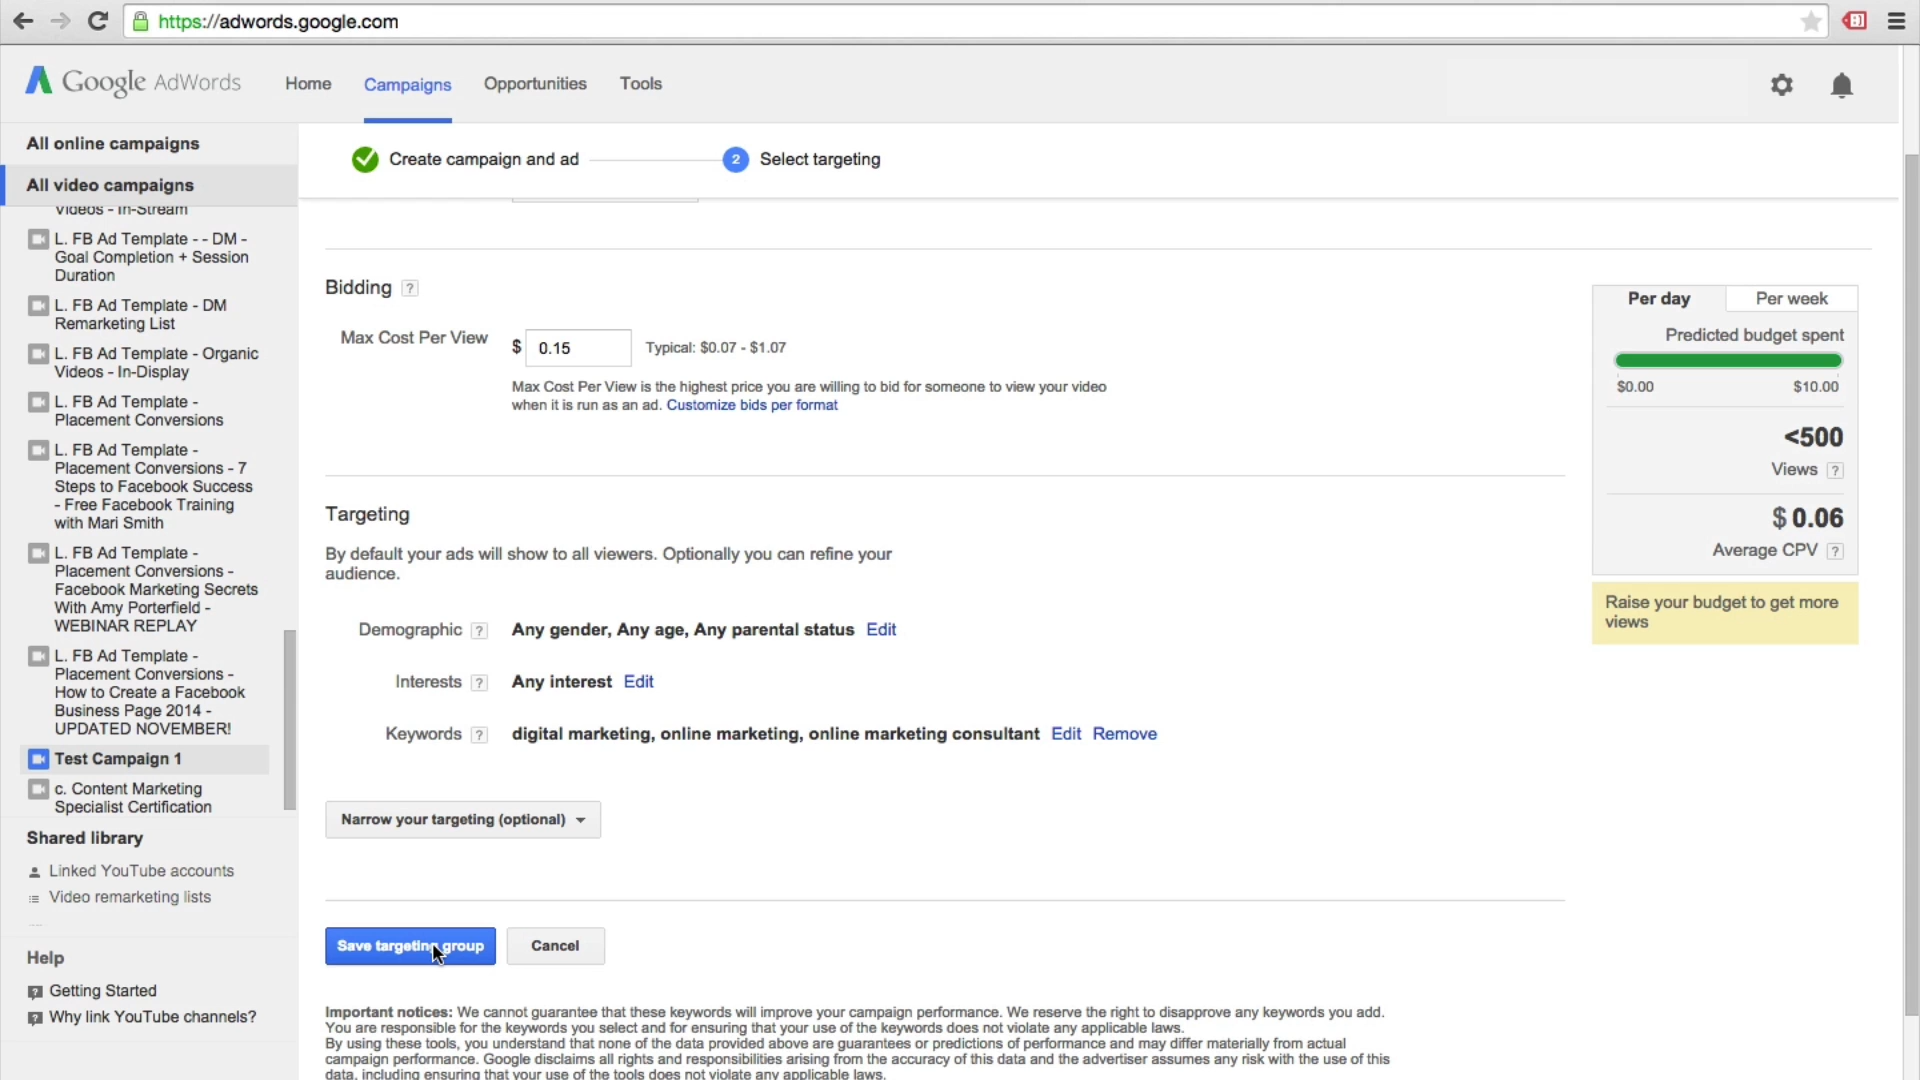 https://adwords.google.com
Google AdWords
Home
Campaigns
Opportunities
Tools
All online campaigns
All video campaigns
Videos - In-Stream
L. FB Ad Template - - DM -
Goal Completion + Session
Duration
L. FB Ad Template - DM
Remarketing List
L. FB Ad Template - Organic
Videos - In-Display
L. FB Ad Template -
Placement Conversions
L. FB Ad Template -
Placement Conversions - 7
Steps to Facebook Success
- Free Facebook Training
with Mari Smith
L. FB Ad Template -
Placement Conversions -
Facebook Marketing Secrets
With Amy Porterfield -
WEBINAR REPLAY
L. FB Ad Template -
Placement Conversions -
How to Create a Facebook
Business Page 2014 -
UPDATED NOVEMBER!
Test Campaign 1
c. Content Marketing
Specialist Certification
Shared library
Linked YouTube accounts
Video remarketing lists
Help
? Getting Started
? Why link YouTube channels?
Create campaign and ad
2 Select targeting
Bidding ?
Max Cost Per View $ 0.15 Typical: $0.07 - $1.07
Max Cost Per View is the highest price you are willing to bid for someone to view your video
when it is run as an ad. Customize bids per format
Targeting
By default your ads will show to all viewers. Optionally you can refine your
audience.
Demographic ? Any gender, Any age, Any parental status Edit
Interests ? Any interest Edit
Keywords ? digital marketing, online marketing, online marketing consultant Edit Remove
Narrow your targeting (optional)
Save targeting group
Cancel
Important notices: We cannot guarantee that these keywords will improve your campaign performance. We reserve the right to disapprove any keywords you add.
You are responsible for the keywords you select and for ensuring that your use of the keywords does not violate any applicable laws.
By using these tools, you understand that none of the data provided above are guarantees or predictions of performance and may differ materially from actual
campaign performance. Google disclaims all rights and responsibilities arising from the accuracy of this data and the advertiser assumes any risk with the use of this
data, including ensuring that your use of the tools does not violate any applicable laws.
Per day
Per week
Predicted budget spent
$0.00 $10.00
<500
Views ?
$ 0.06
Average CPV ?
Raise your budget to get more
views